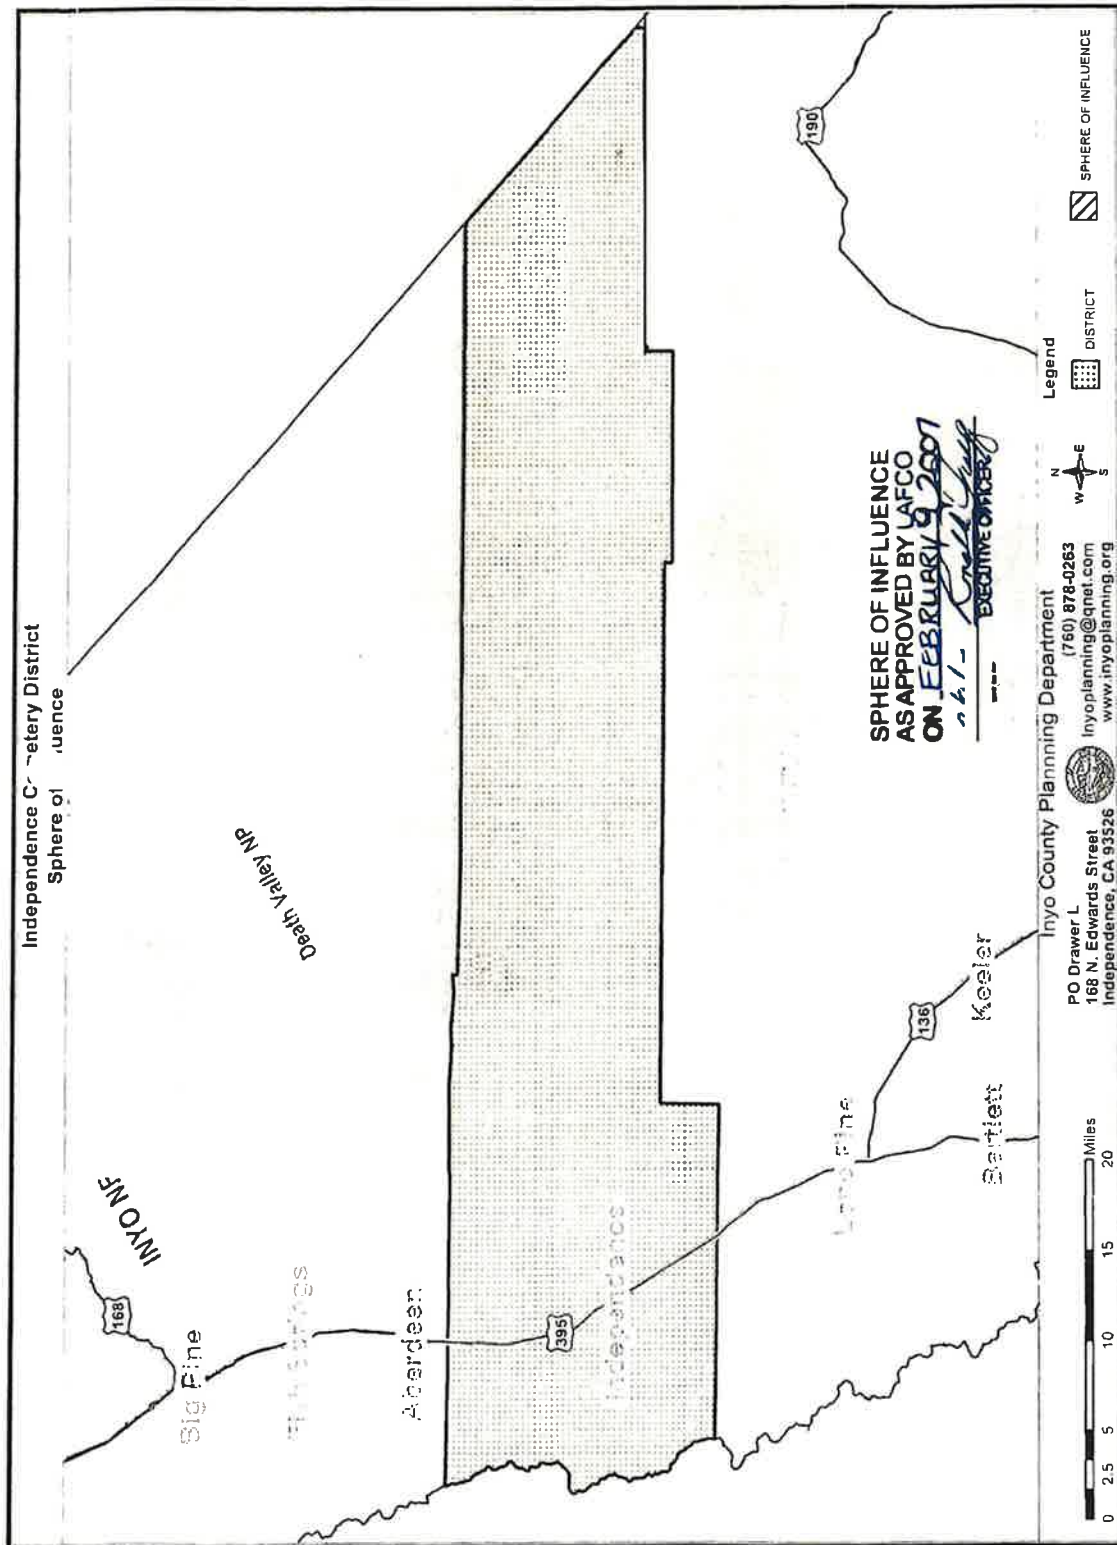 Independence C etery District
Sphere of uence
INYO NF
168
Death Valley NP
Big Pine
Aberdeen
395
Independence
Lone Pine
136
Keeler
Bartlett
190
SPHERE OF INFLUENCE
AS APPROVED BY LAFCO
ON FEBRUARY 9 2007
EXECUTIVE OFFICER
0 2.5 5 10 15 20 Miles
Inyo County Plannning Department
PO Drawer L
168 N. Edwards Street
Independence, CA 93526
(760) 878-0263
Inyoplanning@qnet.com
www.inyoplanning.org
N
W E
S
Legend
DISTRICT
SPHERE OF INFLUENCE